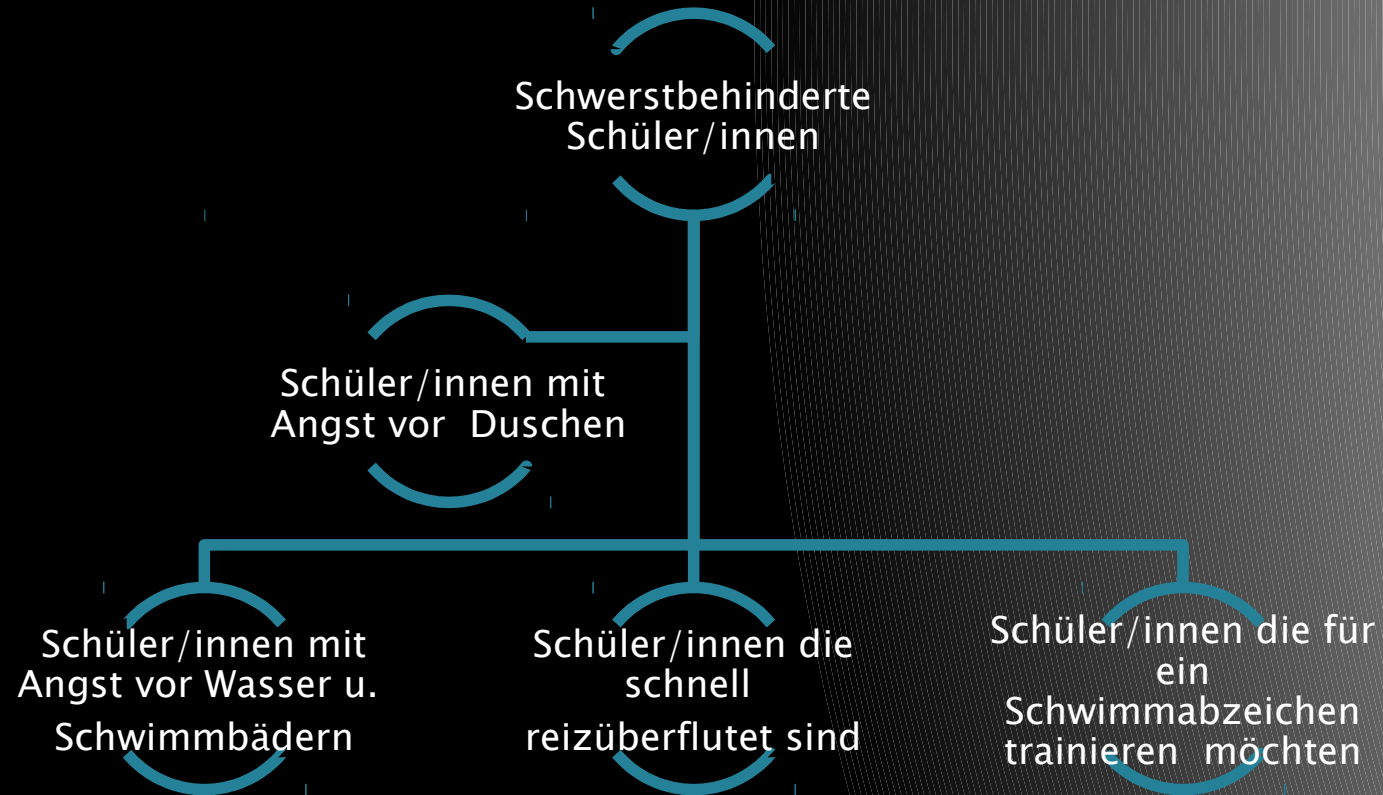 Schwerstbehinderte
Schüler/innen
Schüler/innen mit
Angst vor Duschen
Schüler/innen mit
Angst vor Wasser u.
Schwimmbädern
Schüler/innen die
schnell
reizüberflutet sind
Schüler/innen die für
ein
Schwimmabzeichen
trainieren möchten